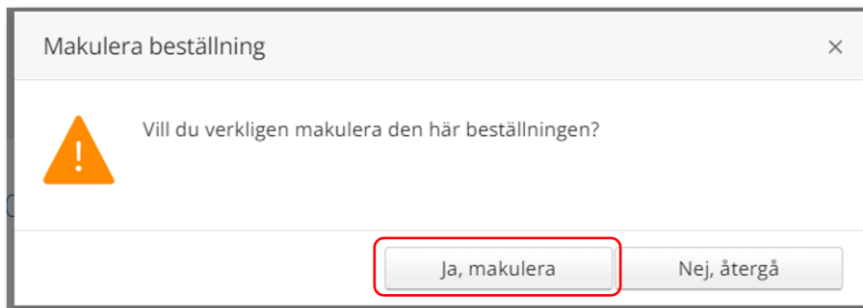 Makulera beställning
Vill du verkligen makulera den här beställningen?
Ja, makulera
Nej, återgå